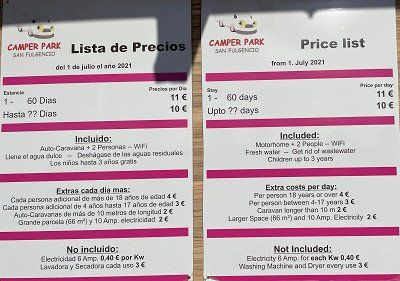 CAMPER PARK
SAN FULGENCIO
Lista de Precios
del 1 de julio el año 2021
Estancia Precios por Dia
1 - 60 Dias 11 €
Hasta ?? Dias 10 €
Incluido:
Auto-Caravana + 2 Personas -- WiFi
Llene el agua dulce -- Deshágase de las aguas residuales
Los niños hasta 3 años gratis
Extras cada dia mas:
Cada persona adicional de más de 18 años de edad 4 €
Cada persona adicional de 4 años hasta 17 años de edad 3 €
Auto-Caravanas de más de 10 metros de longitud 2 €
Grande parcela (66 m²) y 10 Amp. electricidad 2 €
No incluido:
Electricidad 6 Amp. 0,40 € por Kw
Lavadora y Secadora cada uso 3 €
CAMPER PARK
SAN FULGENCIO
Price list
from 1. July 2021
Stay Price per day
1 - 60 days 11 €
Upto ?? days 10 €
Included:
Motorhome + 2 People -- WiFi
Fresh water -- Get rid of wastewater
Children up to 3 years
Extra costs per day:
Per person 18 years or over 4 €
Per person between 4-17 years 3 €
Caravan longer than 10 m 2 €
Larger Space (66 m²) and 10 Amp. Electricity 2 €
Not Included:
Electricity 6 Amp. for each Kw 0,40 €
Washing Machine and Dryer every use 3 €